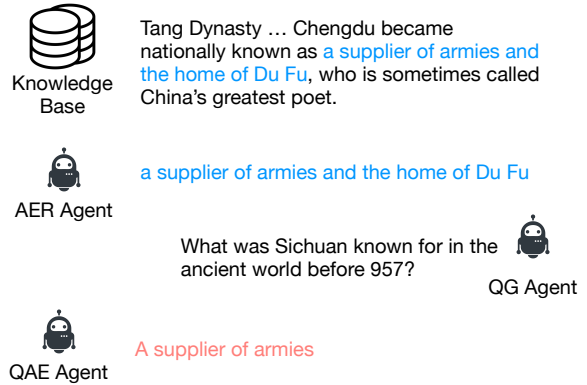 Tang Dynasty … Chengdu became
nationally known as a supplier of armies and
the home of Du Fu, who is sometimes called
China's greatest poet.
Knowledge
Base
a supplier of armies and the home of Du Fu
AER Agent
What was Sichuan known for in the
ancient world before 957?
QG Agent
A supplier of armies
QAE Agent